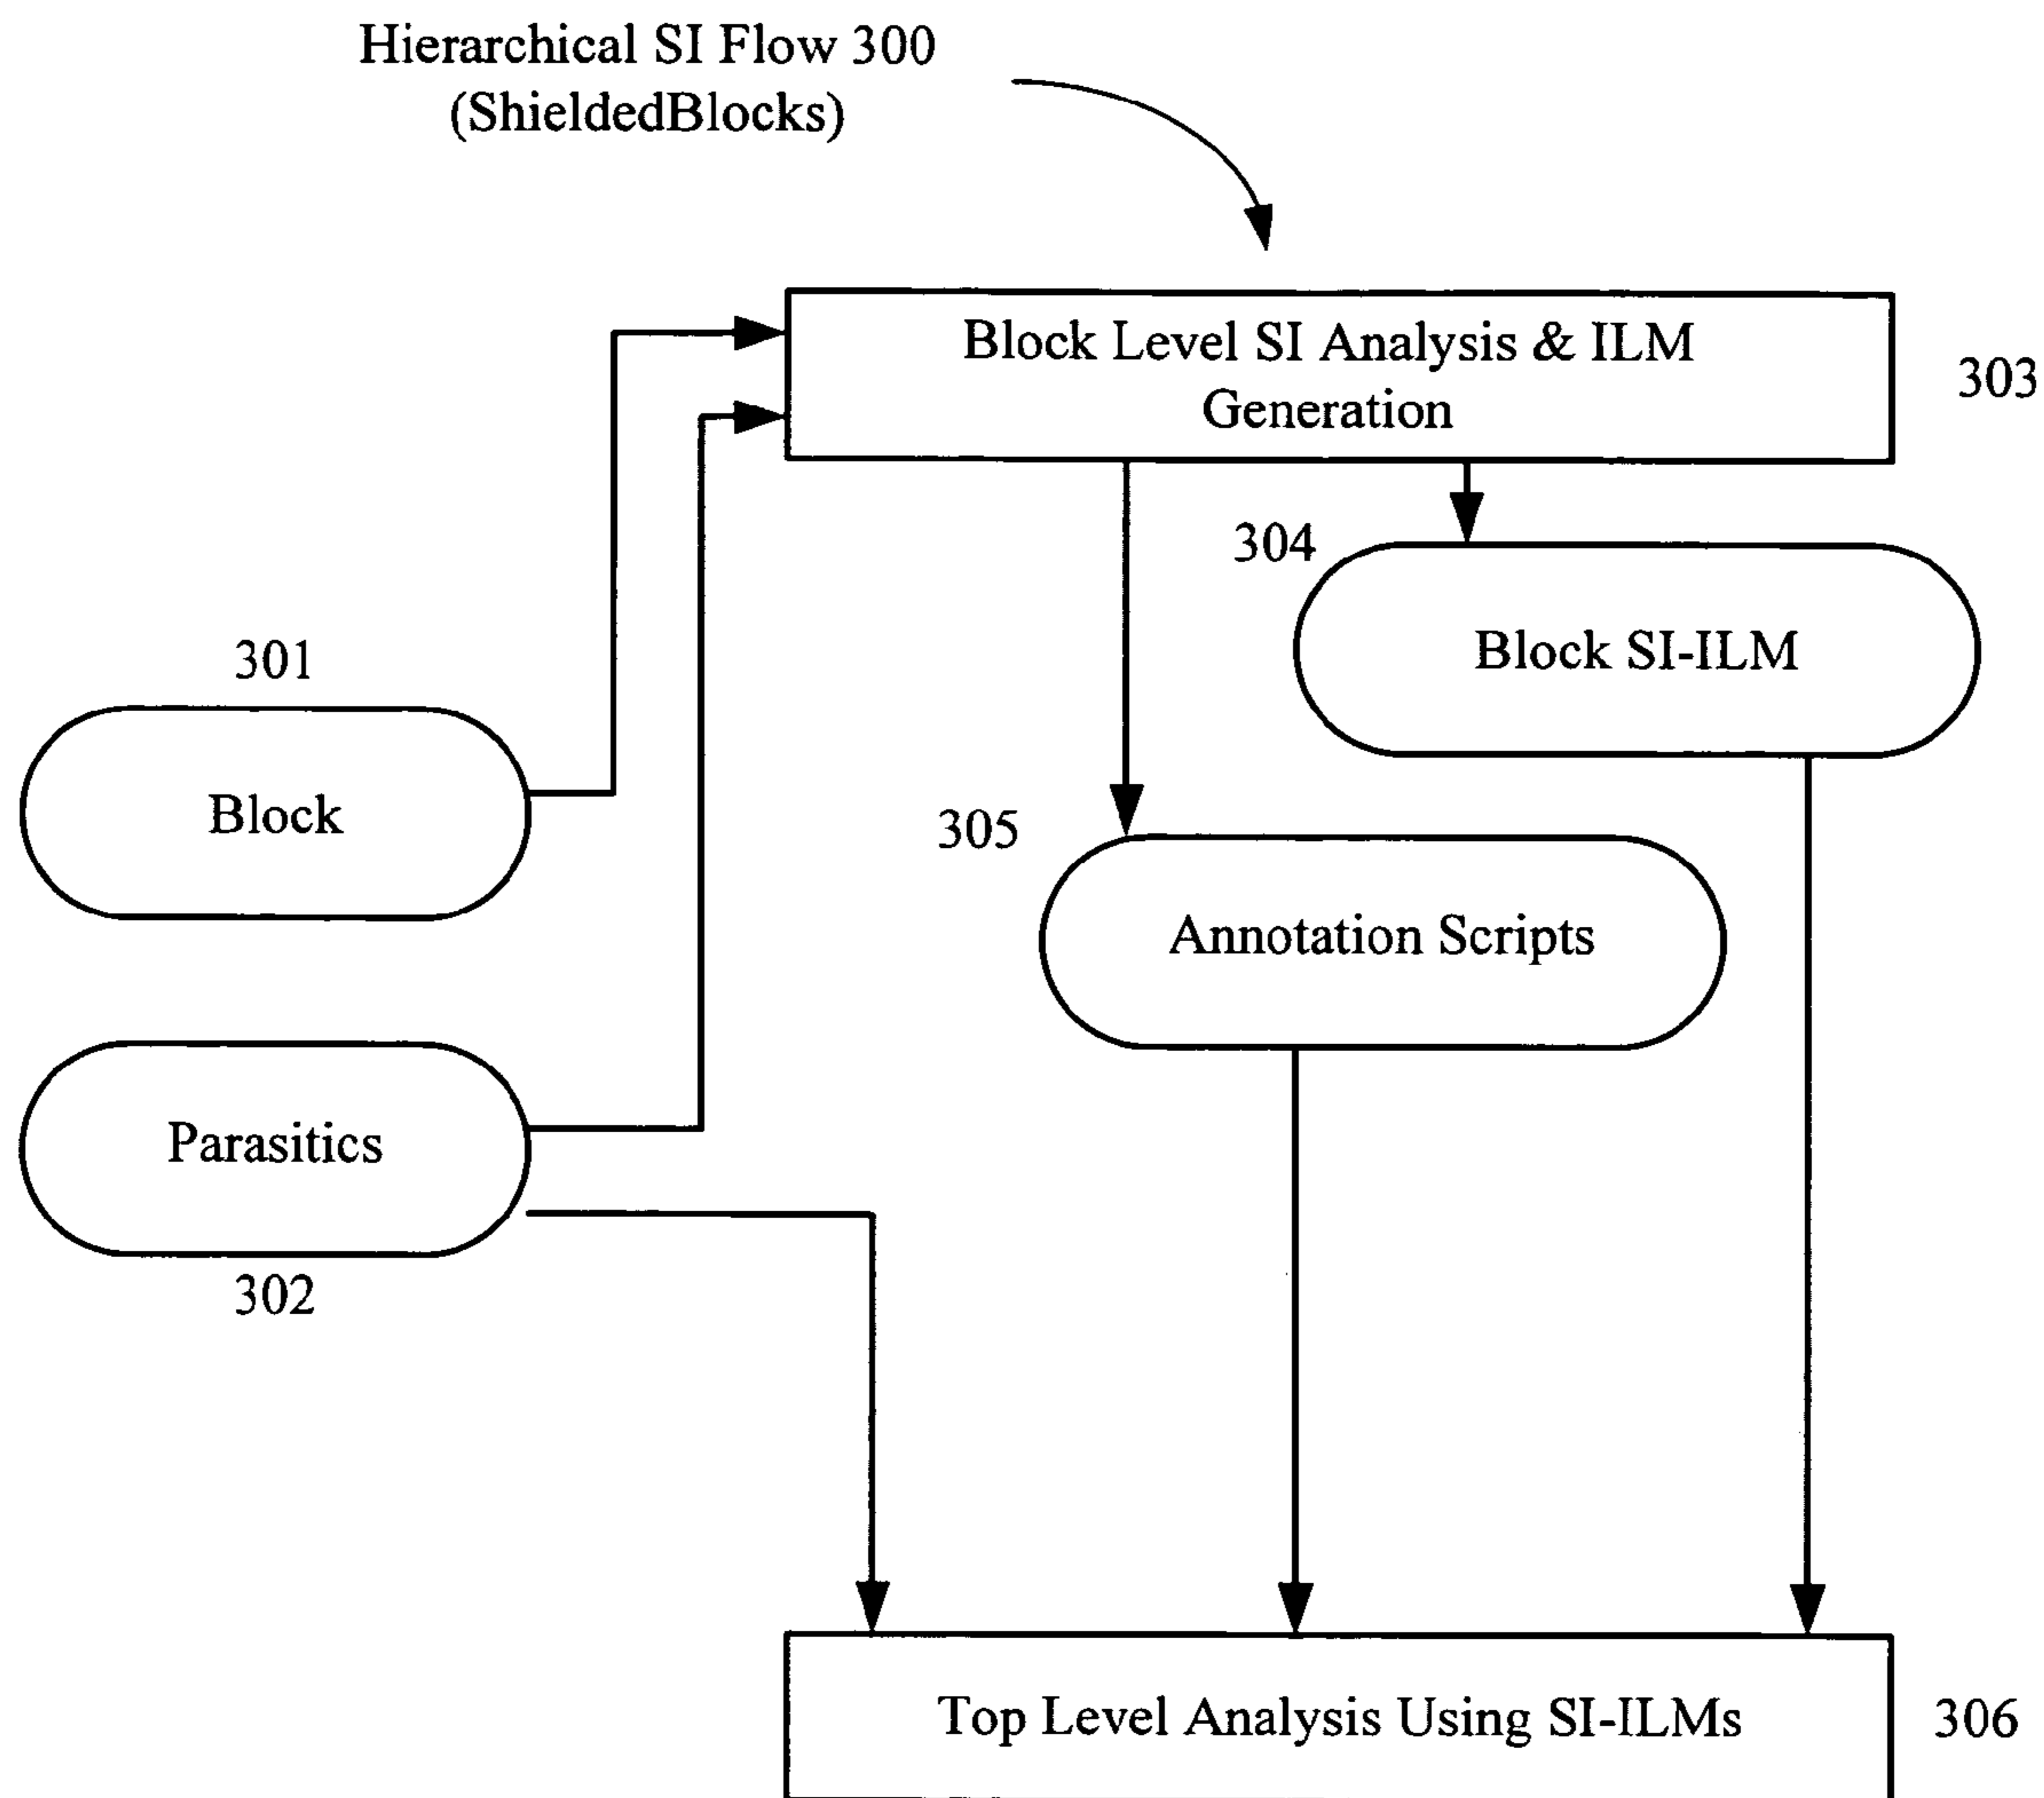 Hierarchical SI Flow 300
(ShieldedBlocks)
Block Level SI Analysis & ILM
Generation
303
304
Block SI-ILM
301
Block
305
Annotation Scripts
Parasitics
302
Top Level Analysis Using SI-ILMs
306